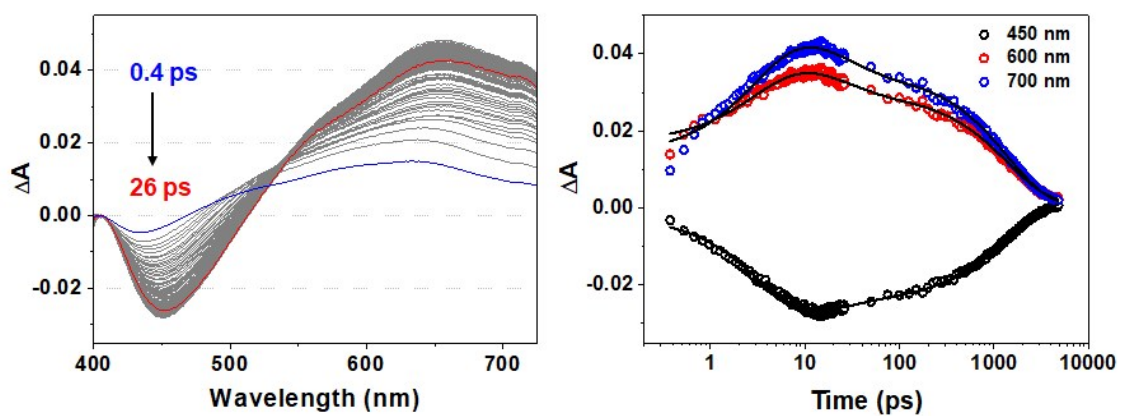 0.04
0.02
0.00
-0.02
ΔA
0.4 ps
26 ps
400 500 600 700
Wavelength (nm)
0.04
0.02
0.00
-0.02
ΔA
450 nm
600 nm
700 nm
1 10 100 1000 10000
Time (ps)